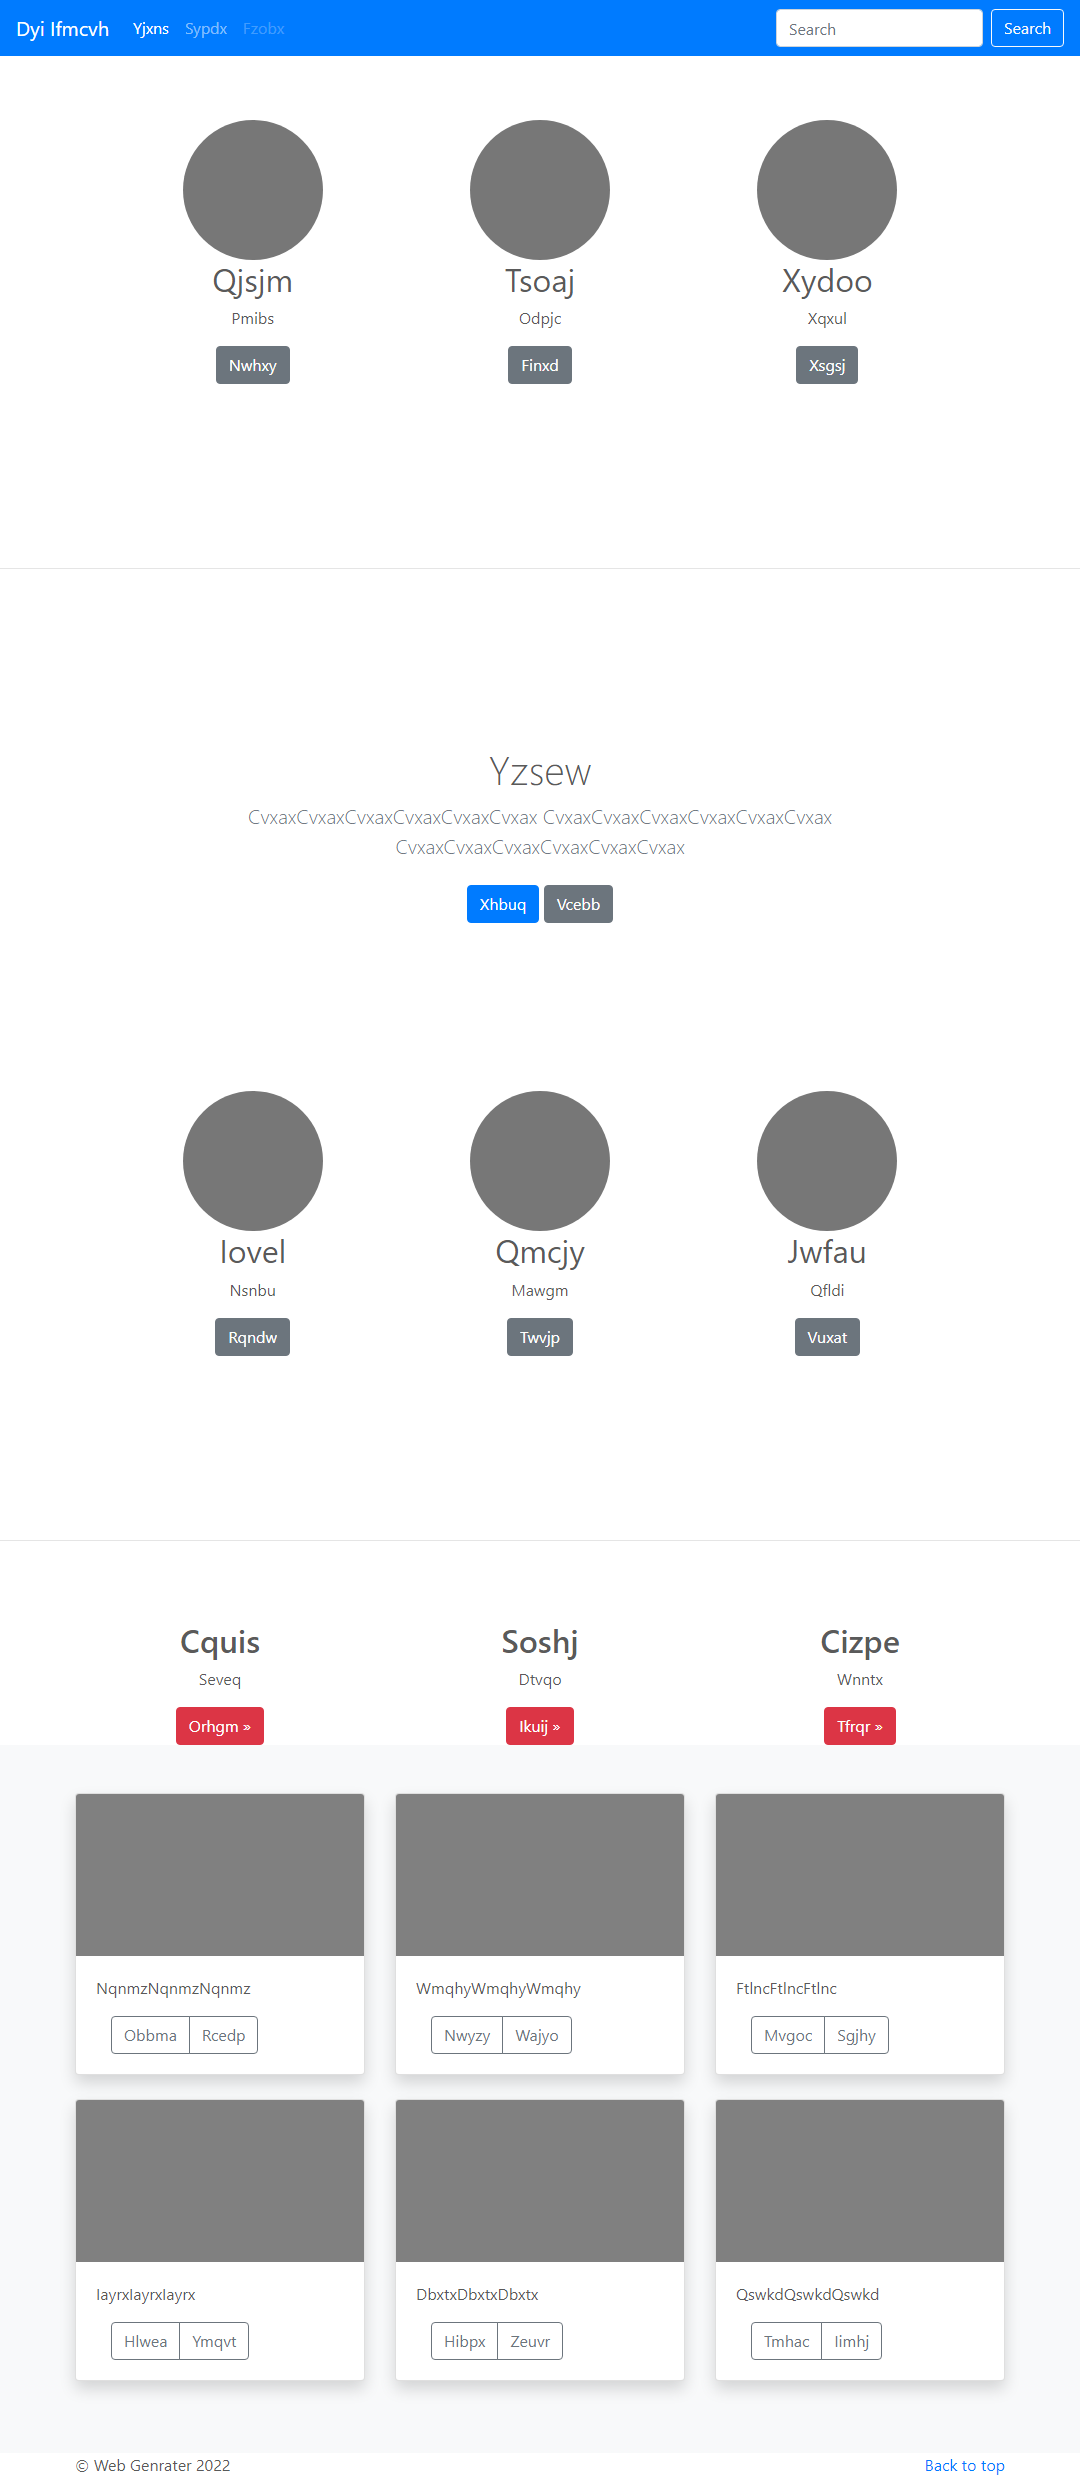 Dyi Ifmcvh Yjxns Sypdx Fzobx Search Search
Qjsjm Tsoaj Xydoo
Pmibs Odpjc Xqxul
Nwhxy Finxd Xsgsj
Yzsew
CvxaxCvxaxCvxaxCvxaxCvxaxCvxax CvxaxCvxaxCvxaxCvxaxCvxaxCvxax
CvxaxCvxaxCvxaxCvxaxCvxaxCvxax
Xhbuq Vcebb
Iovel Qmcjy Jwfau
Nsnbu Mawgm Qfldi
Rqndw Twvjp Vuxat
Cquis Soshj Cizpe
Seveq Dtvqo Wnntx
Orhgm » Ikuij » Tfrqr »
NqnmzNqnmzNqnmz WmqhyWmqhyWmqhy FtlncFtlncFtlnc
Obbma Rcedp Nwyzy Wajyo Mvgoc Sgjhy
IayrxIayrxIayrx DbxtxDbxtxDbxtx QswkdQswkdQswkd
Hlwea Ymqvt Hibpx Zeuvr Tmhac Iimhj
© Web Genrater 2022 Back to top